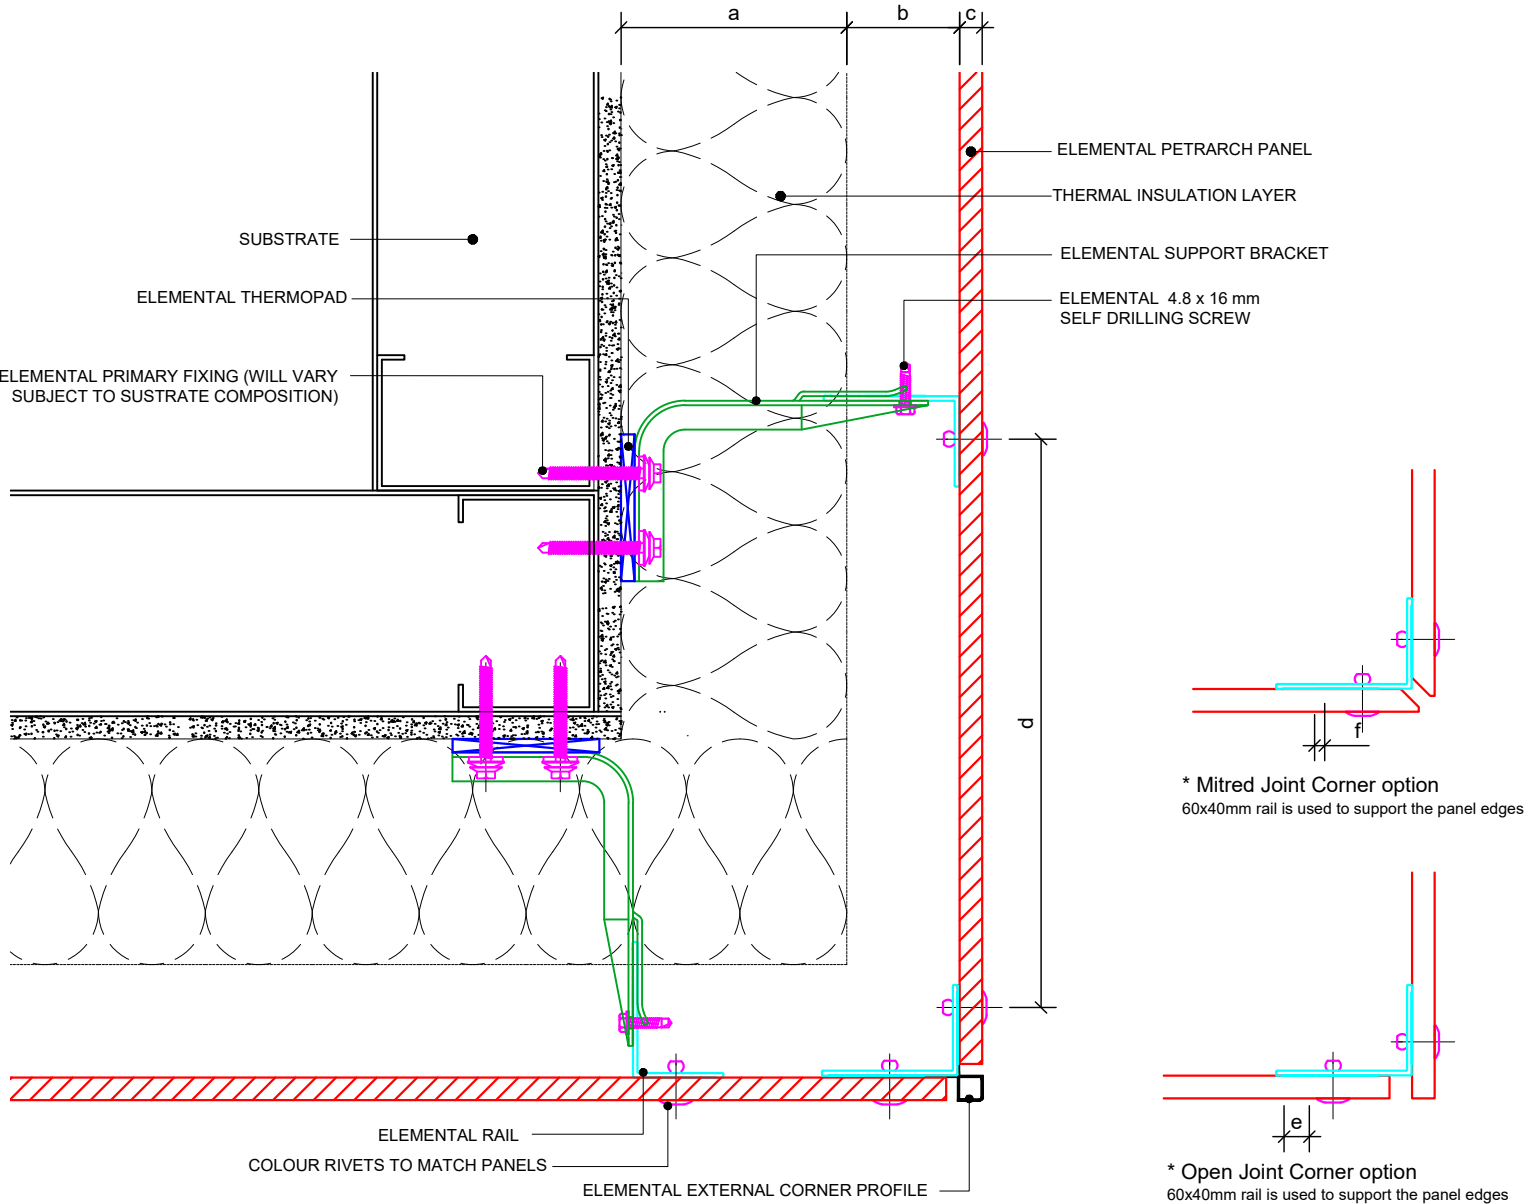 a
b
c
ELEMENTAL PETRARCH PANEL
THERMAL INSULATION LAYER
SUBSTRATE
ELEMENTAL SUPPORT BRACKET
ELEMENTAL THERMOPAD
ELEMENTAL 4.8 x 16 mm
SELF DRILLING SCREW
ELEMENTAL PRIMARY FIXING (WILL VARY
SUBJECT TO SUSTRATE COMPOSITION)
d
f
* Mitred Joint Corner option
60x40mm rail is used to support the panel edges
e
ELEMENTAL RAIL
COLOUR RIVETS TO MATCH PANELS
ELEMENTAL EXTERNAL CORNER PROFILE
* Open Joint Corner option
60x40mm rail is used to support the panel edges